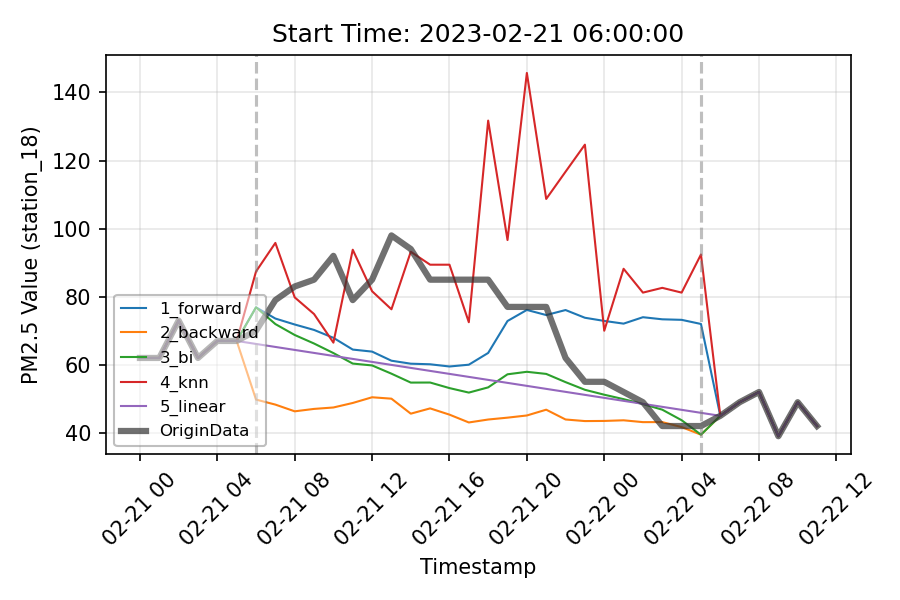 Start Time: 2023-02-21 06:00:00
PM2.5 Value (station_18)
140
120
100
80
60
40
1_forward
2_backward
3_bi
4_knn
5_linear
OriginData
02-21 00
02-21 04
02-21 08
02-21 12
02-21 16
02-21 20
02-22 00
02-22 04
02-22 08
02-22 12
Timestamp